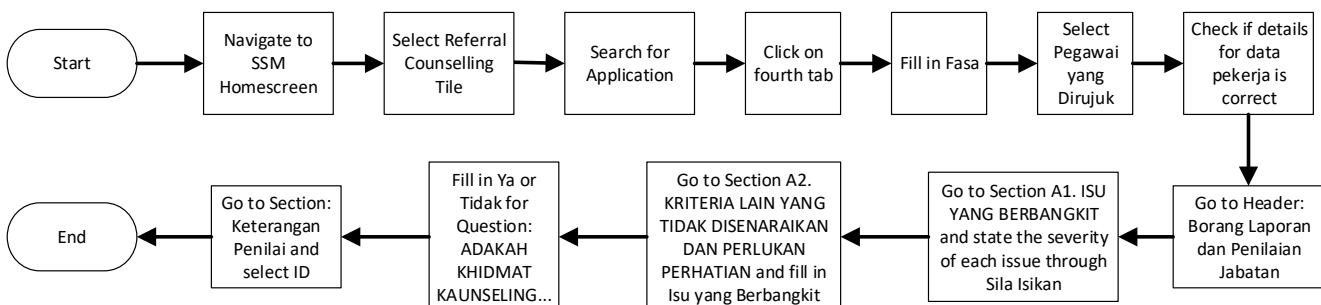 Start
Navigate to
SSM
Homescreen
Select Referral
Counselling
Tile
Search for
Application
Click on
fourth tab
Fill in Fasa
Select
Pegawai
yang
Dirujuk
Check if details
for data
pekerja is
correct
Go to Header:
Borang Laporan
dan Penilaian
Jabatan
Go to Section A1. ISU
YANG BERBANGKIT
and state the severity
of each issue through
Sila Isikan
Go to Section A2.
KRITERIA LAIN YANG
TIDAK DISENARAIKAN
DAN PERLUKAN
PERHATIAN and fill in
Isu yang Berbangkit
Fill in Ya or
Tidak for
Question:
ADAKAH
KHIDMAT
KAUNSELING...
Go to Section:
Keterangan
Penilai and
select ID
End